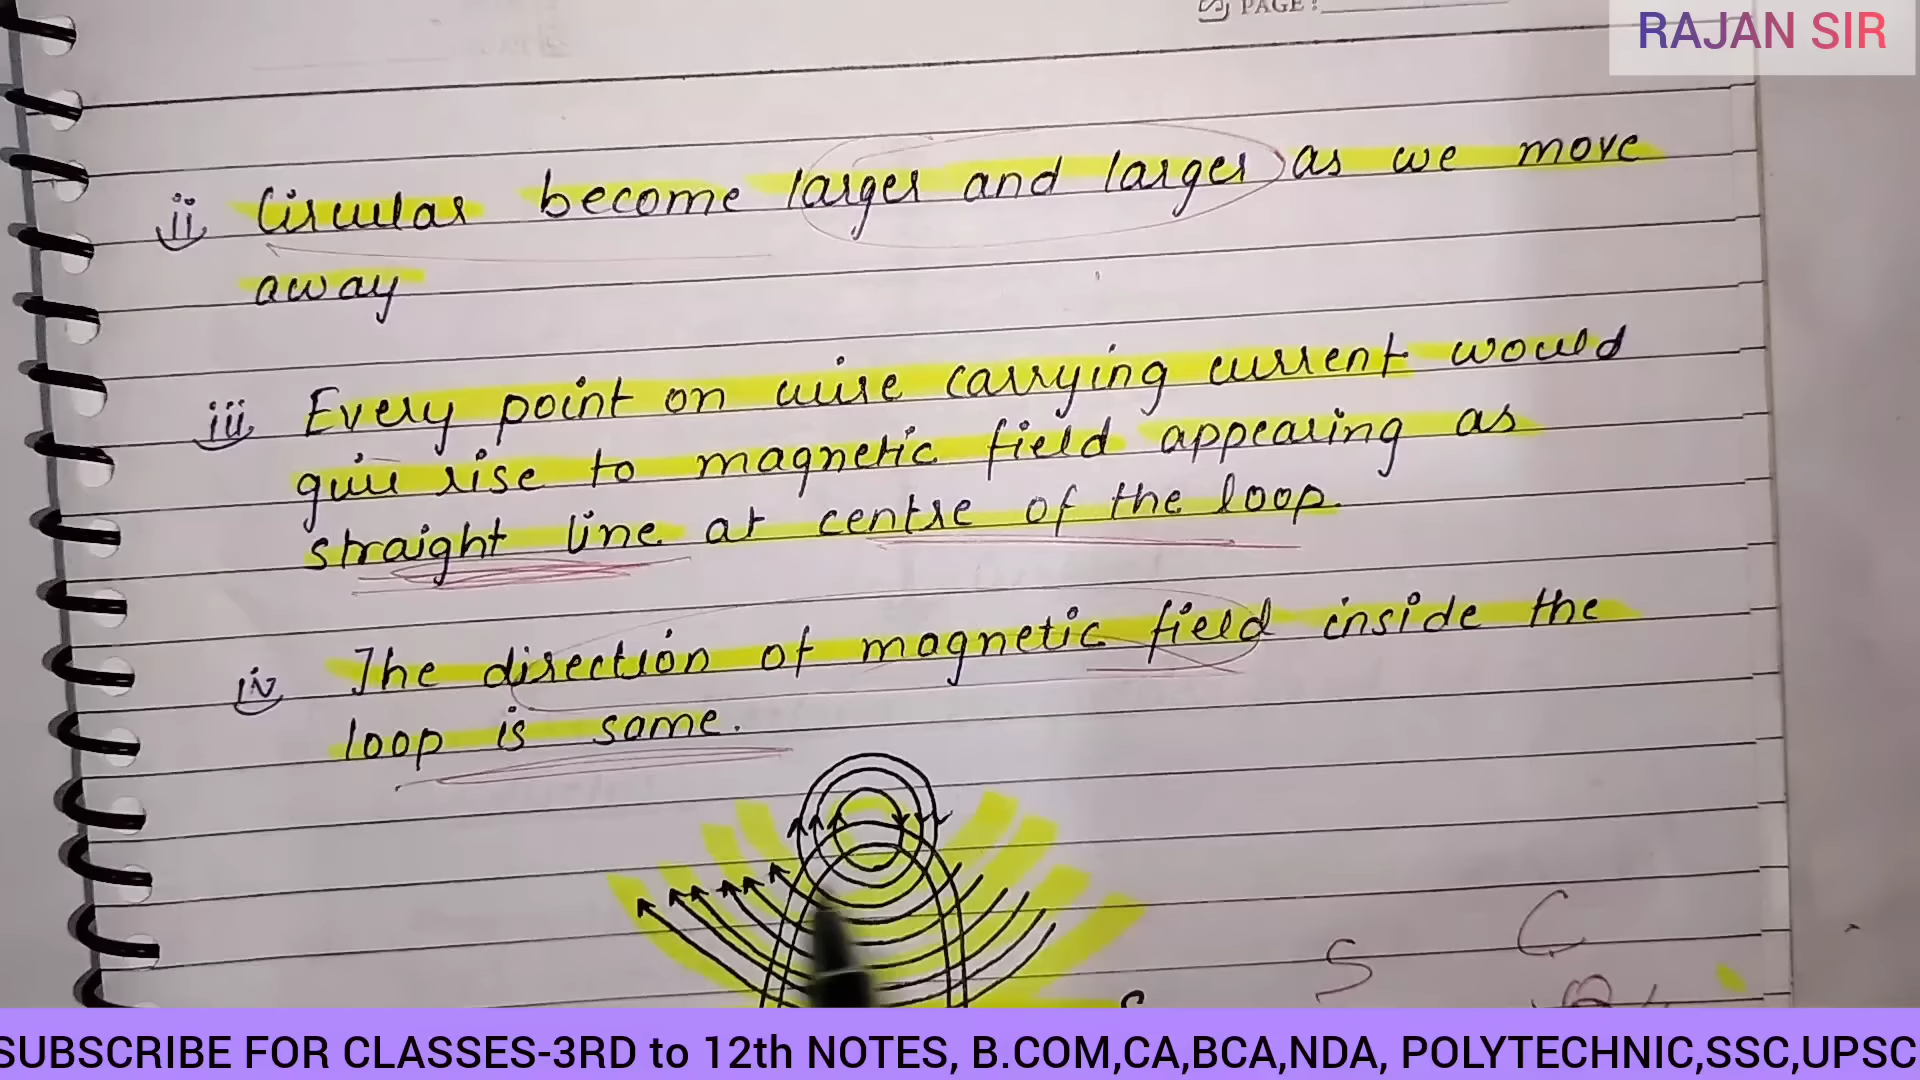 PAGE:
RAJAN SIR
ii Circular become larger and larger as we move
away
iii Every point on wire carrying current would
give rise to magnetic field appearing as
straight line at centre of the loop.
iv The direction of magnetic field inside the
loop is same.
S C
SUBSCRIBE FOR CLASSES-3RD to 12th NOTES, B.COM,CA,BCA,NDA, POLYTECHNIC,SSC,UPSC